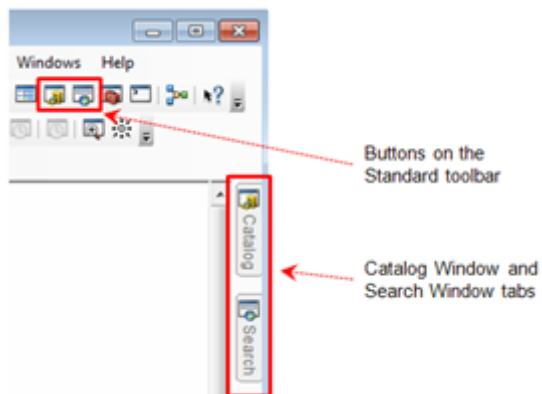 Windows Help
?
Buttons on the
Standard toolbar
Catalog
Catalog Window and
Search Window tabs
Search